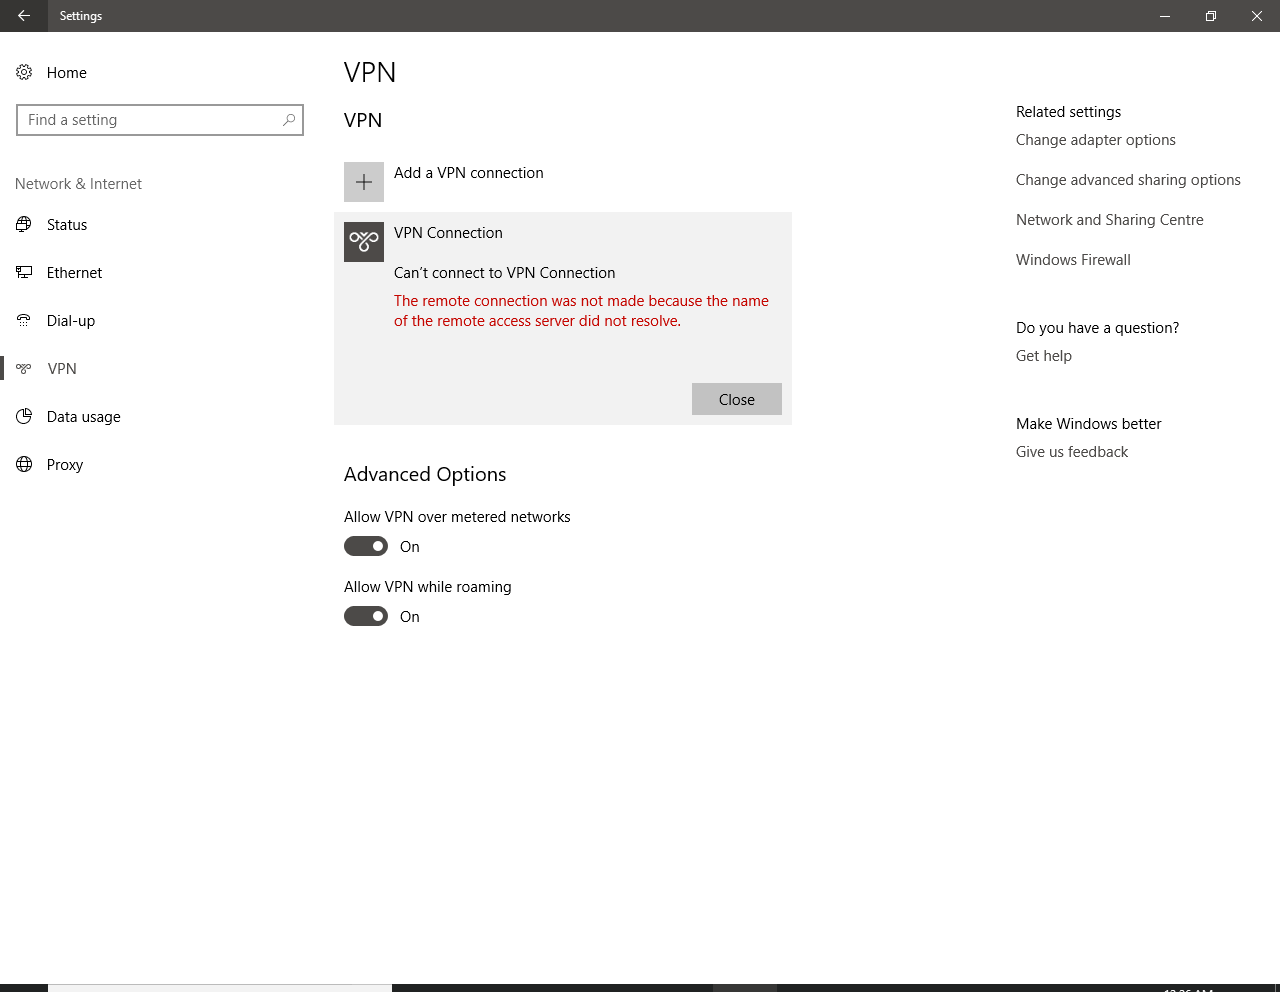 Settings
Home
Find a setting
Network & Internet
Status
Ethernet
Dial-up
VPN
Data usage
Proxy
VPN
VPN
Add a VPN connection
VPN Connection
Can't connect to VPN Connection
The remote connection was not made because the name
of the remote access server did not resolve.
Close
Advanced Options
Allow VPN over metered networks
On
Allow VPN while roaming
On
Related settings
Change adapter options
Change advanced sharing options
Network and Sharing Centre
Windows Firewall
Do you have a question?
Get help
Make Windows better
Give us feedback